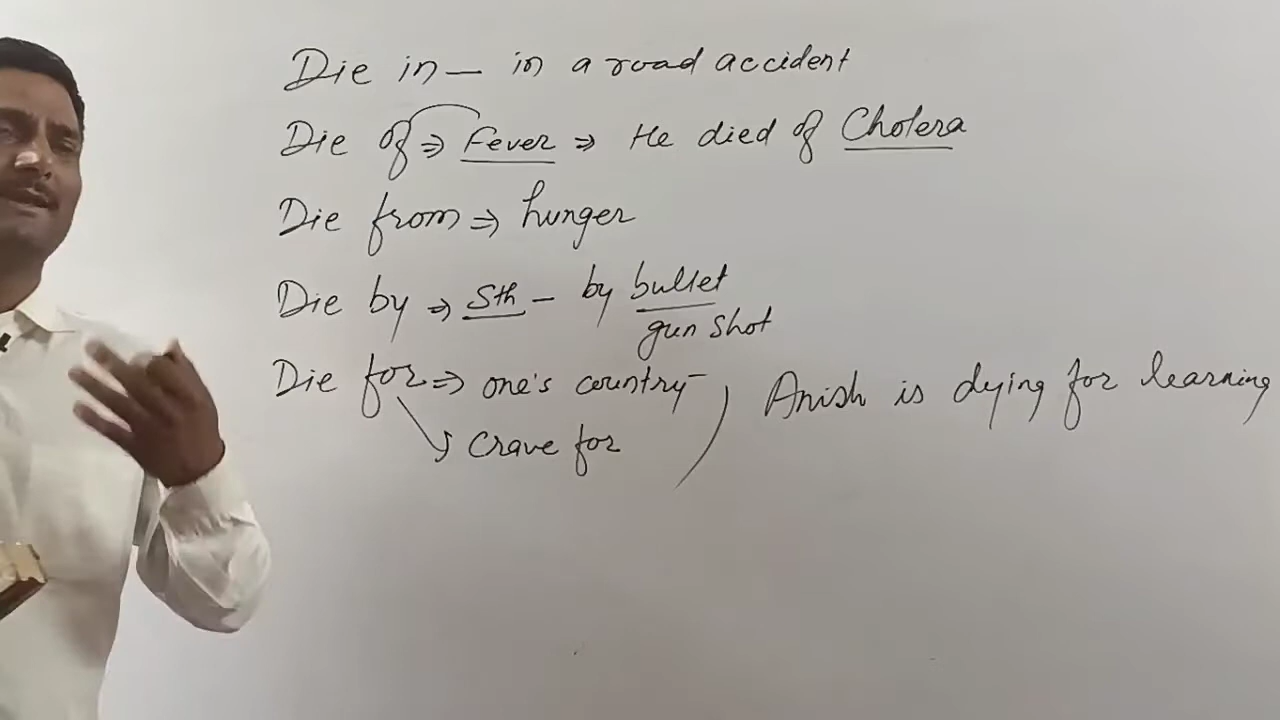 Die in — in a road accident
Die of ⇒ Fever ⇒ He died of Cholera
Die from ⇒ hunger
Die by ⇒ Sth – by bullet
gun shot
Die for ⇒ one's country – ) Anish is dying for learning
↘ Crave for